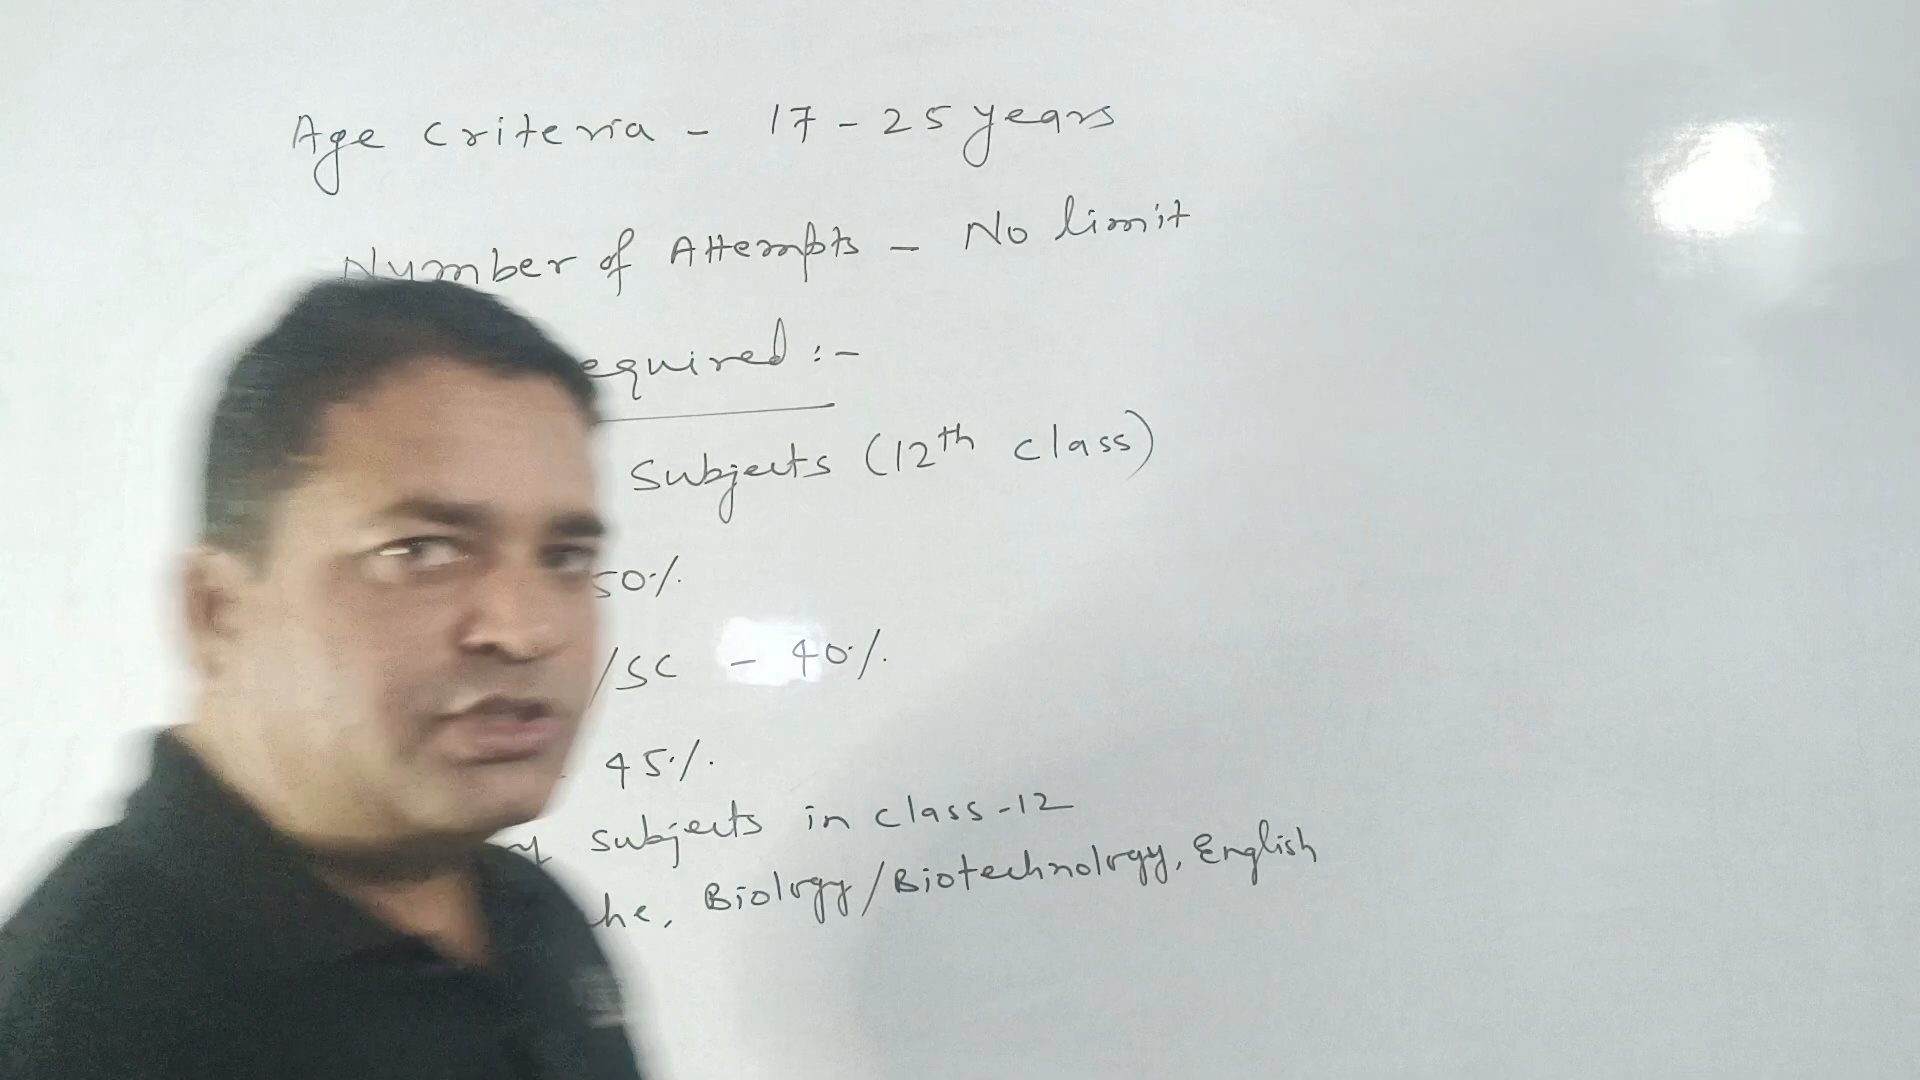 Age Criteria - 17-25 years
Number of Attempts - No limit
equired :-
Subjects (12th class)
50%
/SC - 40%
45%
y subjects in class-12
he, Biology/Biotechnology, English